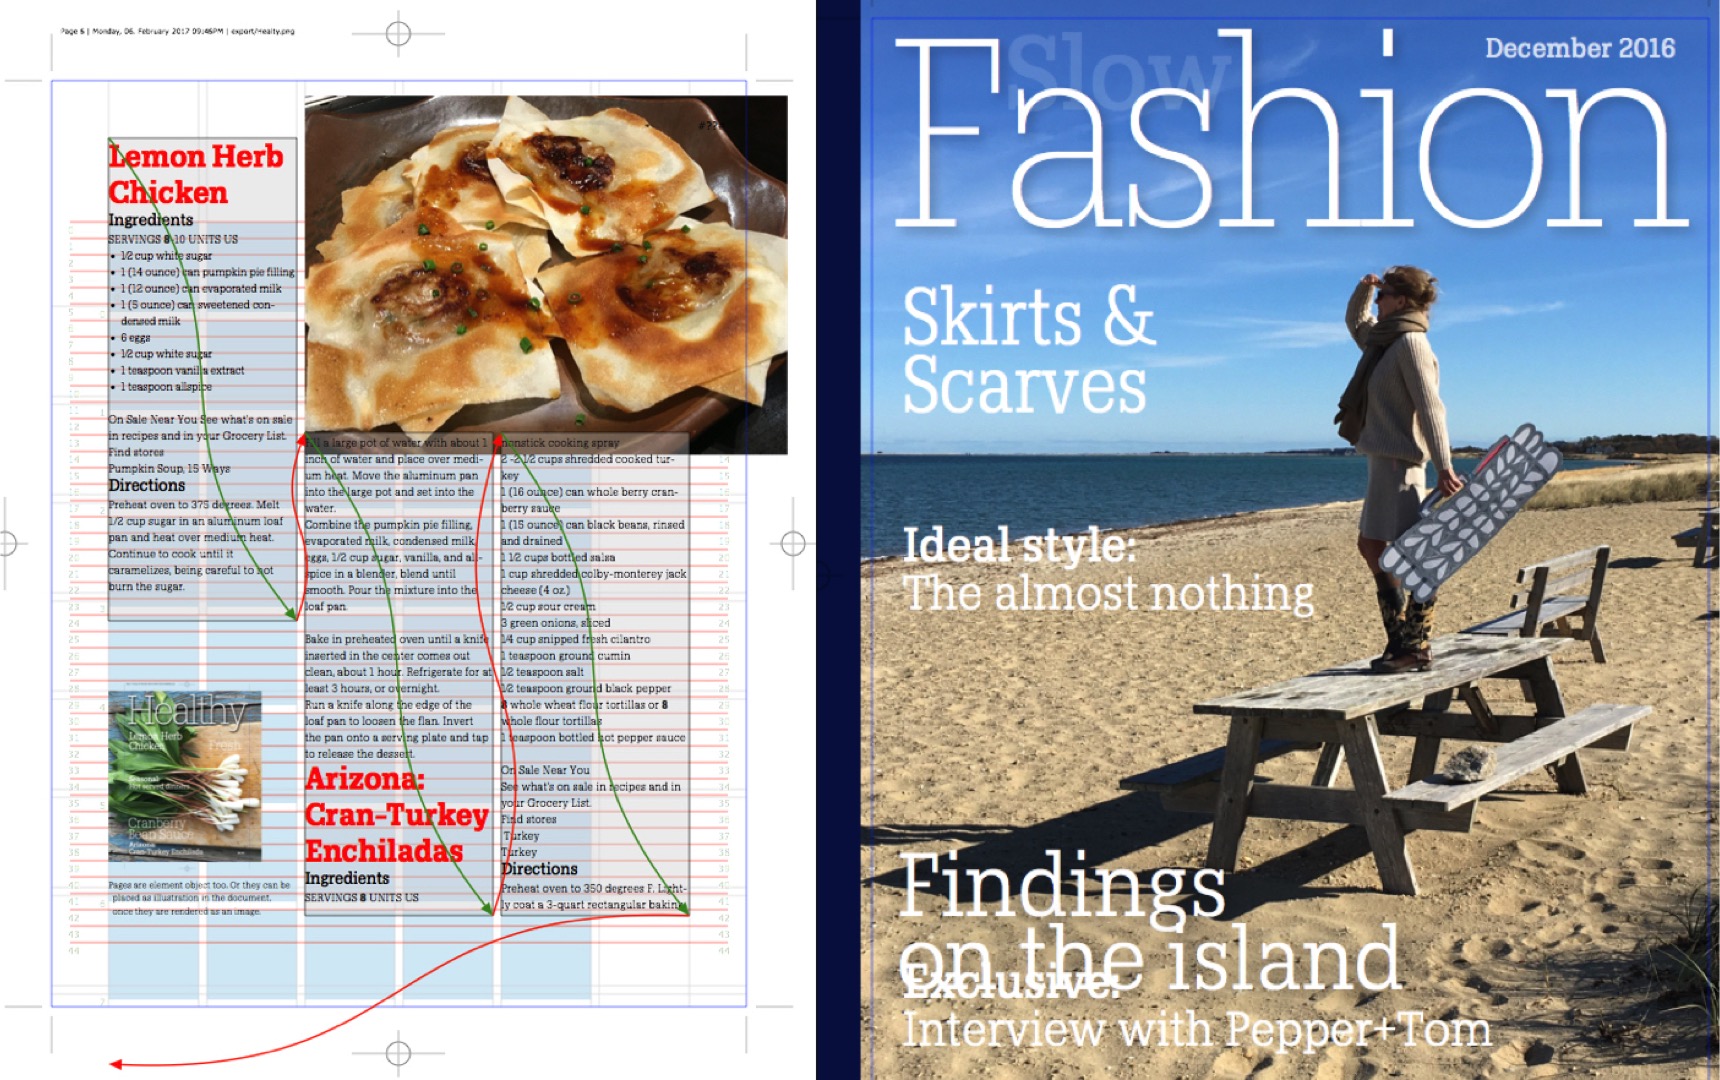 Page 6 | Monday, 06. February 2017 09:46PM | export/Healty.png
Lemon Herb
Chicken
Ingredients
SERVINGS 8-10 UNITS US
• 1/2 cup white sugar
• 1 (14 ounce) can pumpkin pie filling
• 1 (12 ounce) can evaporated milk
• 1 (5 ounce) can sweetened con-
densed milk
• 6 eggs
• 1/2 cup white sugar
• 1 teaspoon vanilla extract
• 1 teaspoon allspice
On Sale Near You See what's on sale
in recipes and in your Grocery List.
Find stores
Pumpkin Soup, 15 Ways
Directions
Preheat oven to 375 degrees. Melt
1/2 cup sugar in an aluminum loaf
pan and heat over medium heat.
Continue to cook until it
caramelizes, being careful to not
burn the sugar.
Healthy
Lemon Herb
Chicken
Fresh
Seasonal:
Cranberry
Bean Sauce
Arizona:
Cran-Turkey Enchilada
Pages are element object too. Or they can be
placed as illustration in the document,
once they are rendered as an image.
Fill a large pot of water with about 1
inch of water and place over medi-
um heat. Move the aluminum pan
into the large pot and set into the
water.
Combine the pumpkin pie filling,
evaporated milk, condensed milk,
eggs, 1/2 cup sugar, vanilla, and all-
spice in a blender, blend until
smooth. Pour the mixture into the
loaf pan.
Bake in preheated oven until a knife
inserted in the center comes out
clean, about 1 hour. Refrigerate for at
least 3 hours, or overnight.
Run a knife along the edge of the
loaf pan to loosen the flan. Invert
the pan onto a serving plate and tap
to release the dessert.
Arizona:
Cran-Turkey
Enchiladas
Ingredients
SERVINGS 8 UNITS US
nonstick cooking spray
2 -2 1/2 cups shredded cooked tur-
key
1 (16 ounce) can whole berry cran-
berry sauce
1 (15 ounce) can black beans, rinsed
and drained
1 1/2 cups bottled salsa
1 cup shredded colby-monterey jack
cheese (4 oz.)
1/2 cup sour cream
3 green onions, sliced
1/4 cup snipped fresh cilantro
1 teaspoon ground cumin
1/2 teaspoon salt
1/2 teaspoon ground black pepper
8 whole wheat flour tortillas or 8
whole flour tortillas
1 teaspoon bottled hot pepper sauce
On Sale Near You
See what's on sale in recipes and in
your Grocery List.
Find stores
Turkey
Turkey
Directions
Preheat oven to 350 degrees F. Light-
ly coat a 3-quart rectangular baking
December 2016
Slow
Fashion
Skirts &
Scarves
Ideal style:
The almost nothing
Findings
on the island
Exclusive:
Interview with Pepper+Tom